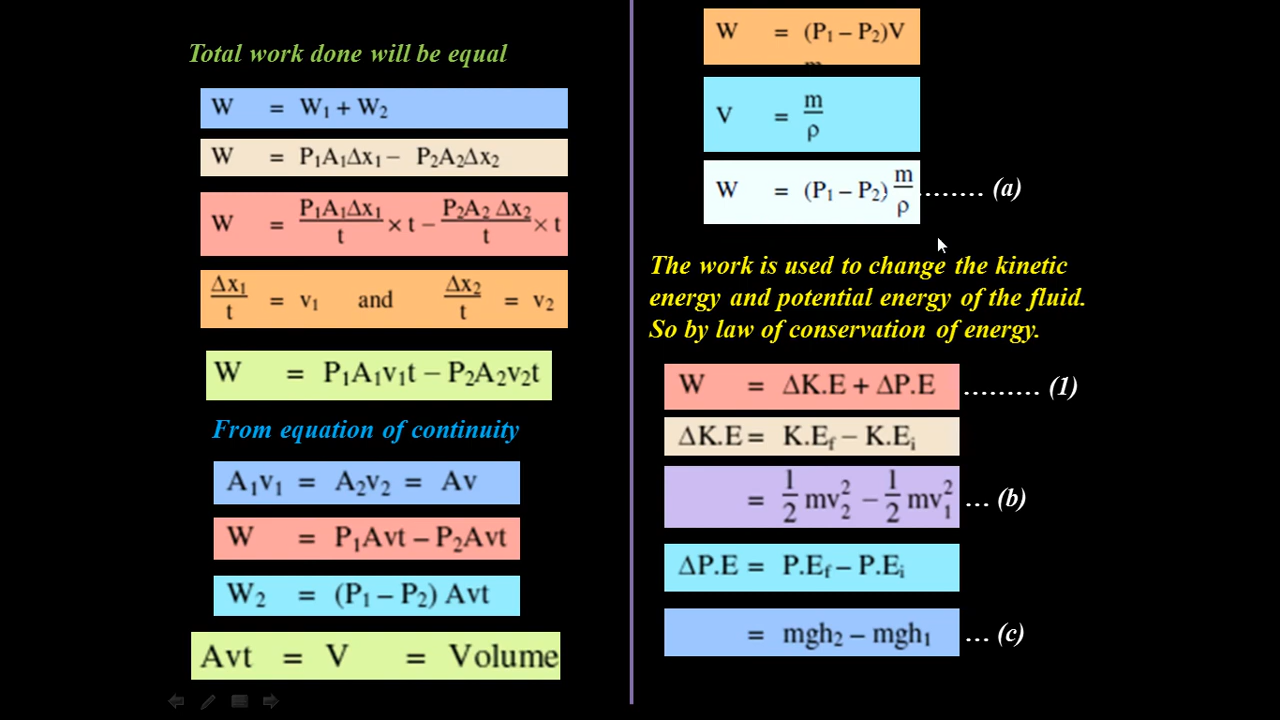 Total work done will be equal
W = W₁ + W₂
W = P₁A₁Δx₁ – P₂A₂Δx₂
W = P₁A₁Δx₁/t × t – P₂A₂ Δx₂/t × t
Δx₁/t = v₁ and Δx₂/t = v₂
W = P₁A₁v₁t – P₂A₂v₂t
From equation of continuity
A₁v₁ = A₂v₂ = Av
W = P₁Avt – P₂Avt
W₂ = (P₁ – P₂) Avt
Avt = V = Volume
W = (P₁ – P₂)V
V = m/ρ
W = (P₁ – P₂) m/ρ ........ (a)
The work is used to change the kinetic
energy and potential energy of the fluid.
So by law of conservation of energy.
W = ΔK.E + ΔP.E ......... (1)
ΔK.E = K.E_f – K.E_i
= 1/2 mv₂² – 1/2 mv₁² ... (b)
ΔP.E = P.E_f – P.E_i
= mgh₂ – mgh₁ ... (c)